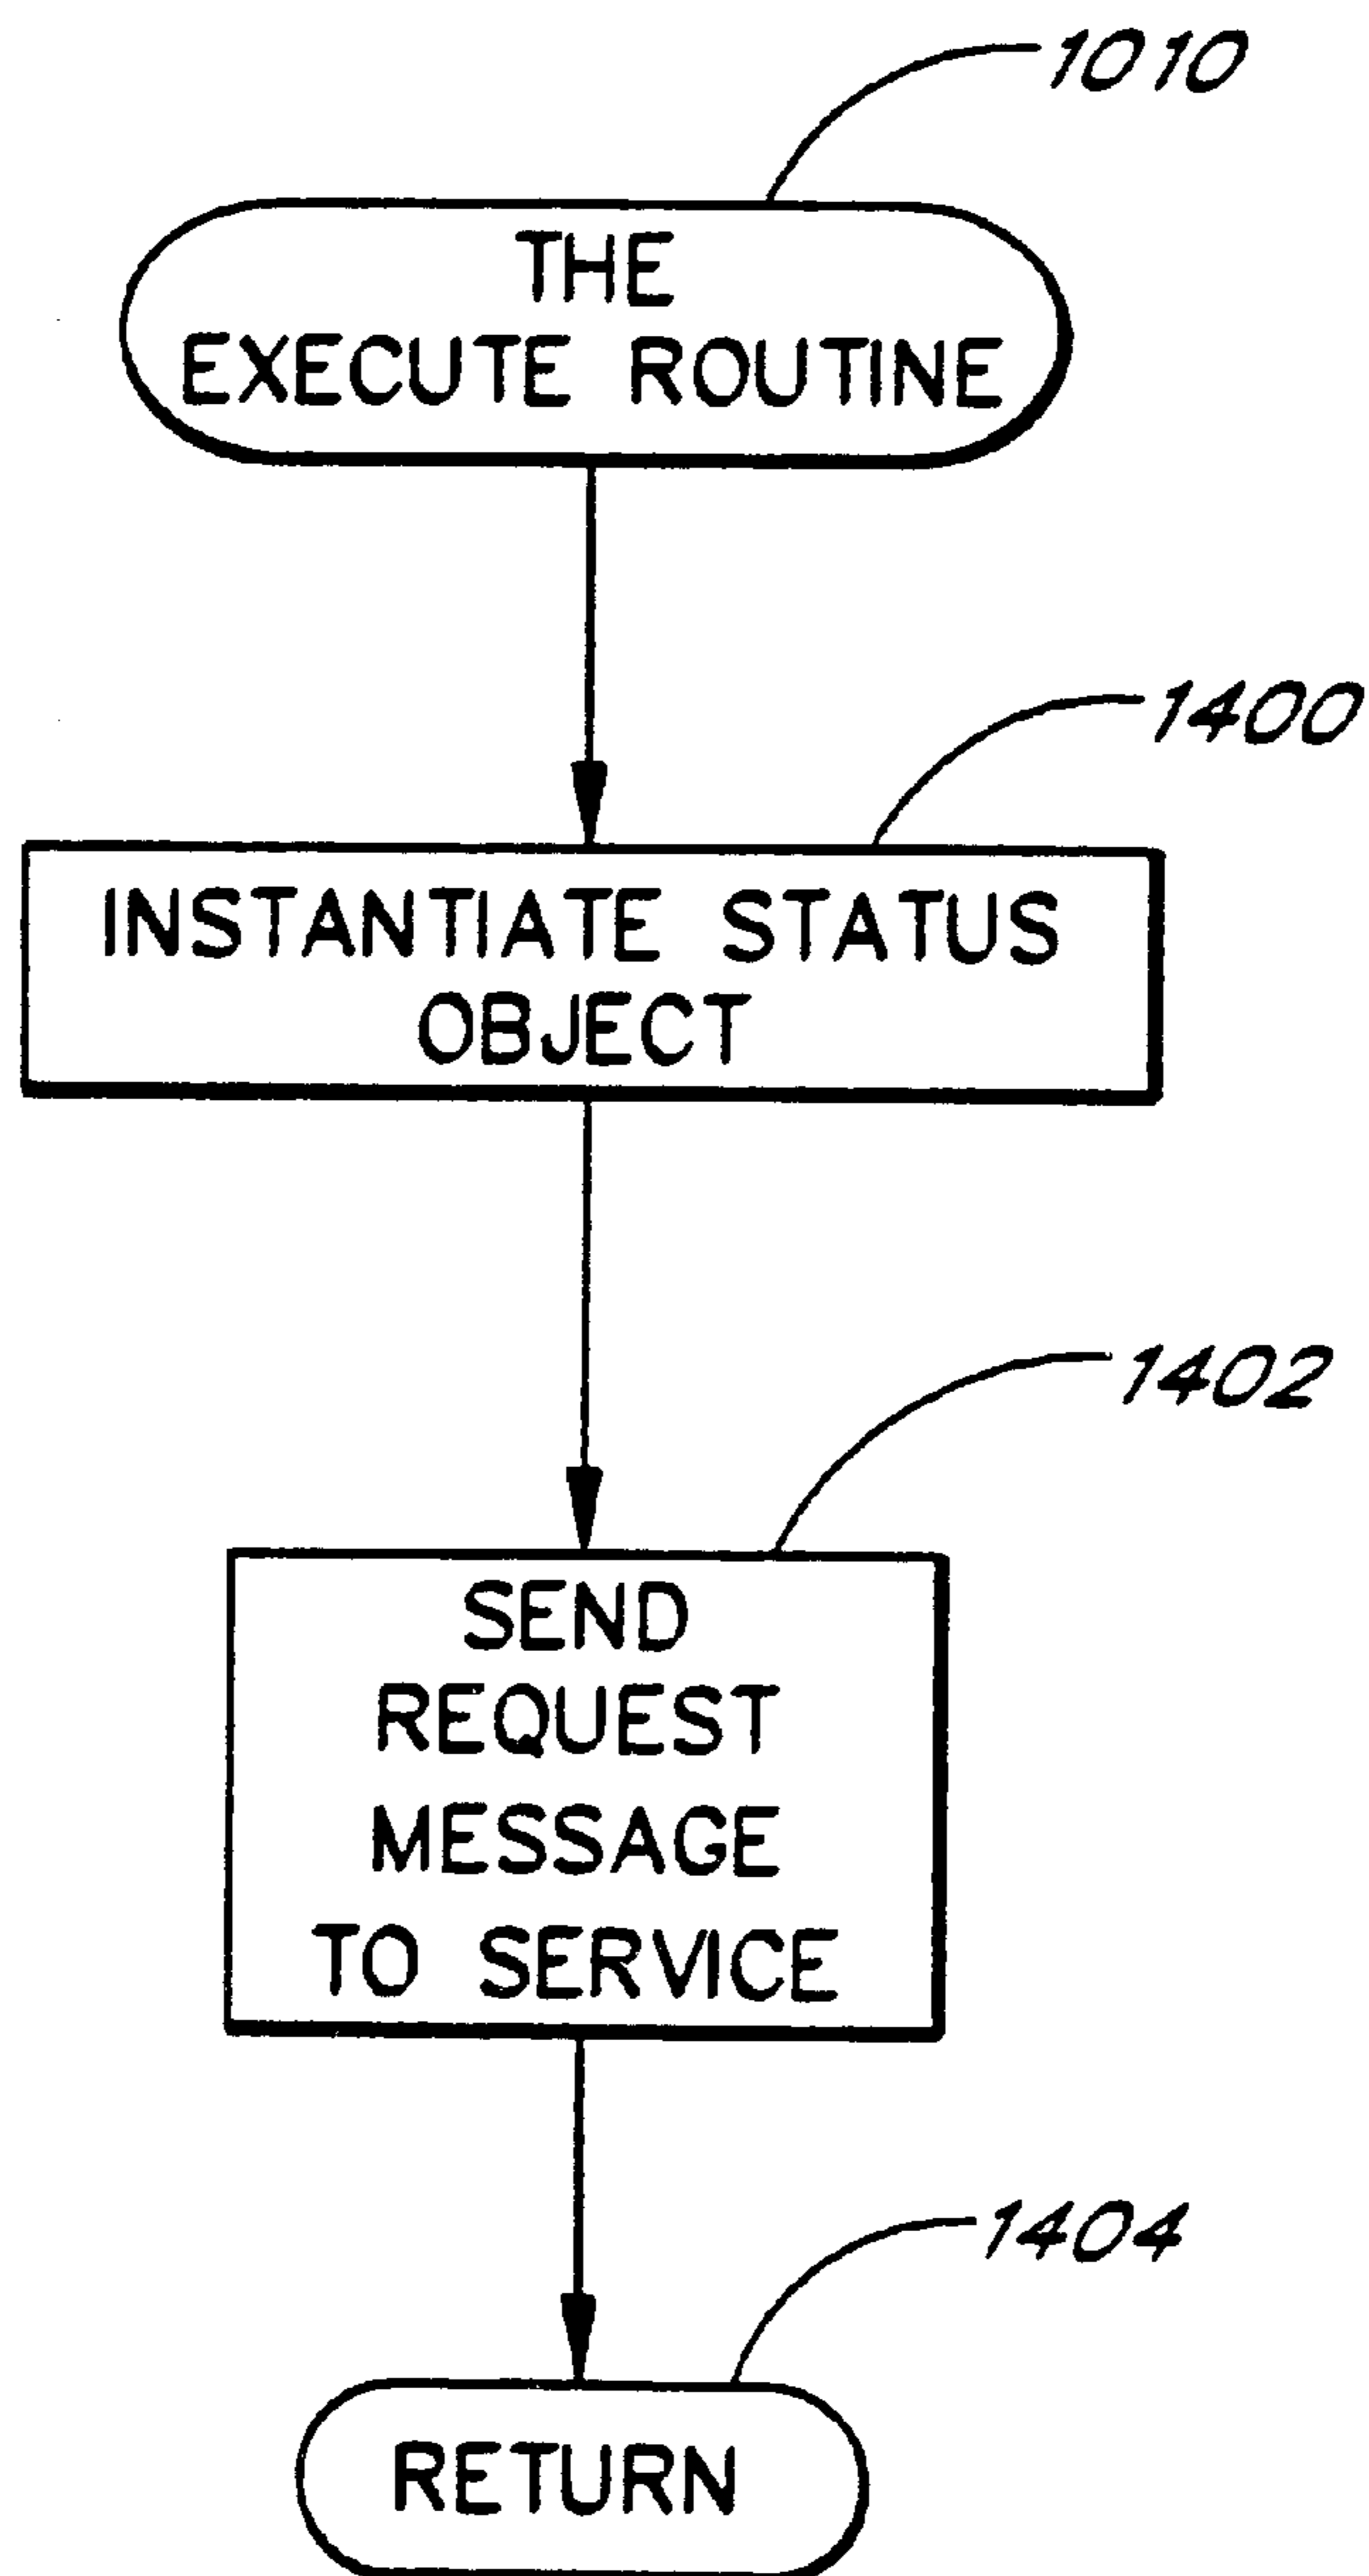 1010
THE
EXECUTE ROUTINE
1400
INSTANTIATE STATUS
OBJECT
1402
SEND
REQUEST
MESSAGE
TO SERVICE
1404
RETURN